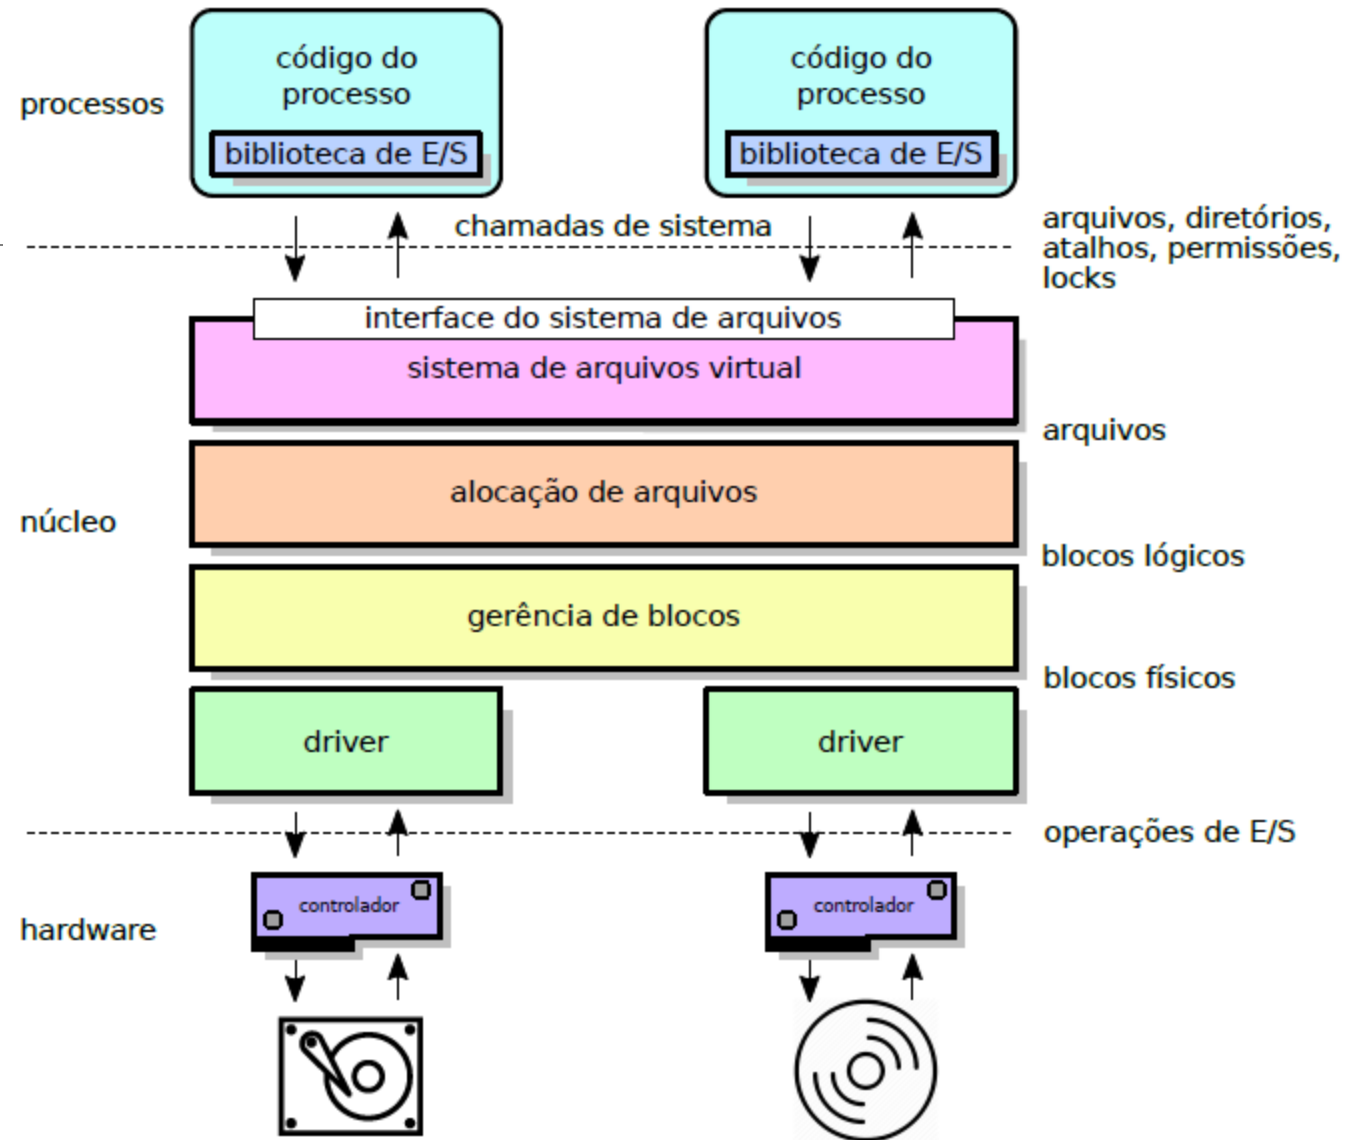 código do
processo
código do
processo
processos
biblioteca de E/S
biblioteca de E/S
chamadas de sistema
arquivos, diretórios,
atalhos, permissões,
locks
interface do sistema de arquivos
sistema de arquivos virtual
arquivos
alocação de arquivos
núcleo
blocos lógicos
gerência de blocos
blocos físicos
driver
driver
operações de E/S
controlador
controlador
hardware